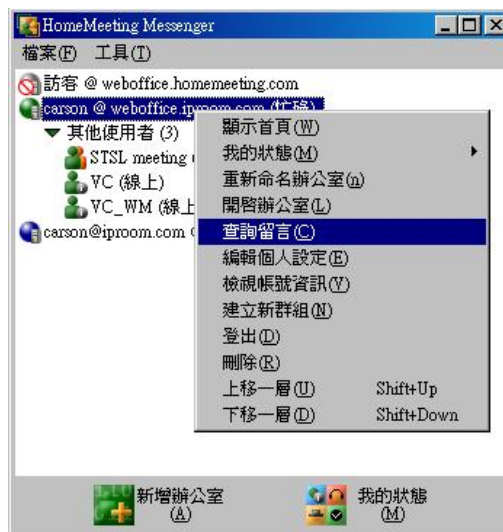 HomeMeeting Messenger
檔案(F) 工具(T)
訪客 @ weboffice.homemeeting.com
carson @ weboffice.iproom.com (忙碌)
其他使用者 (3)
STSL meeting
VC (線上)
VC_WM (線上
carson@iproom.com
顯示首頁(W)
我的狀態(M)
重新命名辦公室(n)
開啓辦公室(L)
查詢留言(C)
編輯個人設定(E)
檢視帳號資訊(V)
建立新群組(N)
登出(D)
刪除(R)
上移一層(U) Shift+Up
下移一層(D) Shift+Down
新增辦公室
(A)
我的狀態
(M)